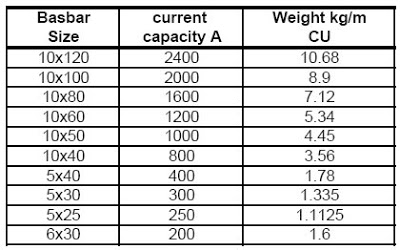 Basbar Size current capacity A Weight kg/m CU
10x120 2400 10.68
10x100 2000 8.9
10x80 1600 7.12
10x60 1200 5.34
10x50 1000 4.45
10x40 800 3.56
5x40 400 1.78
5x30 300 1.335
5x25 250 1.1125
6x30 200 1.6